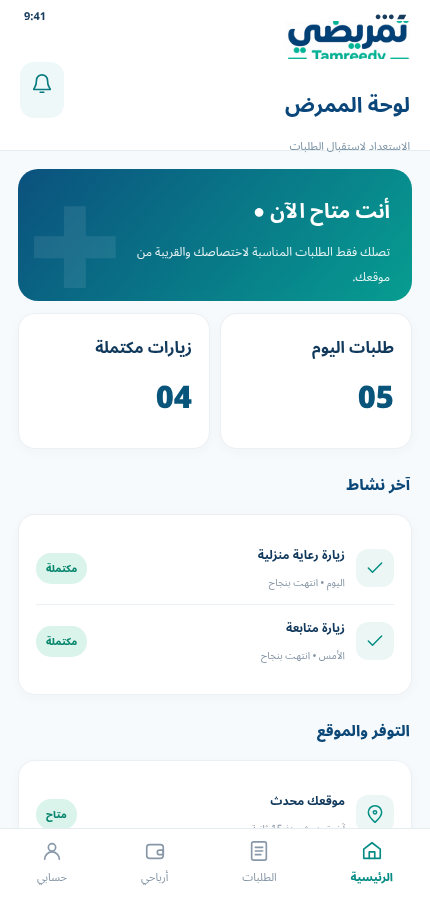 9:41
تمريضي
Tamreedy
لوحة الممرض
الاستعداد لاستقبال الطلبات
أنت متاح الآن •
تصلك فقط الطلبات المناسبة لاختصاصك والقريبة من
موقعك.
طلبات اليوم
05
زيارات مكتملة
04
آخر نشاط
زيارة رعاية منزلية
اليوم • انتهت بنجاح
مكتملة
زيارة متابعة
الأمس • انتهت بنجاح
مكتملة
التوفر والموقع
موقعك محدث
متاح
الرئيسية
الطلبات
أرباحي
حسابي